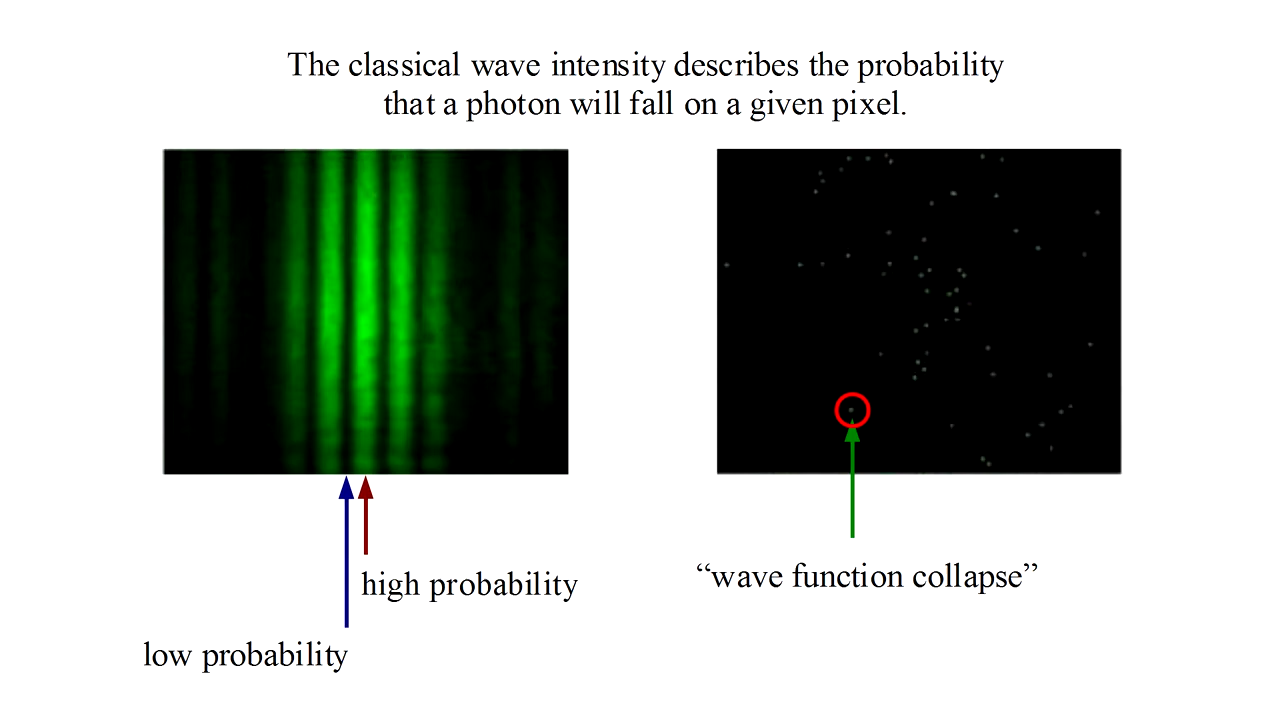 The classical wave intensity describes the probability
that a photon will fall on a given pixel.
high probability
“wave function collapse”
low probability